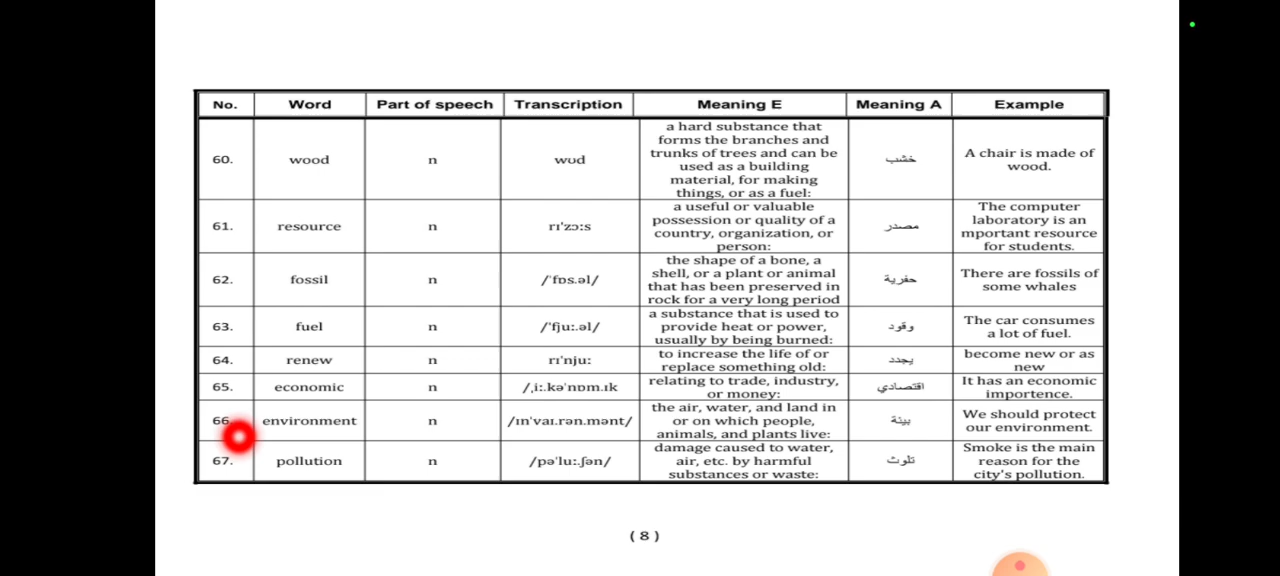 No. Word Part of speech Transcription Meaning E Meaning A Example
a hard substance that
forms the branches and
trunks of trees and can be
60. wood n wʊd used as a building خشب A chair is made of
wood.
material, for making
things, or as a fuel:
a useful or valuable The computer
possession or quality of a laboratory is an
61. resource n rɪˈzɔːs country, organization, or مصدر mportant resource
person: for students.
the shape of a bone, a
shell, or a plant or animal
62. fossil n /ˈfɒs.əl/ that has been preserved in حفرية There are fossils of
some whales
rock for a very long period
a substance that is used to
63. fuel n /ˈfjuː.əl/ provide heat or power, وقود The car consumes
a lot of fuel.
usually by being burned:
64. renew n rɪˈnjuː to increase the life of or يجدد become new or as
replace something old: new
65. economic n /ˌiː.kəˈnɒm.ɪk relating to trade, industry, اقتصادي It has an economic
or money: importence.
the air, water, and land in
66. environment n /ɪnˈvaɪ.rən.mənt/ or on which people, بيئة We should protect
our environment.
animals, and plants live:
damage caused to water, Smoke is the main
67. pollution n /pəˈluː.ʃən/ air, etc. by harmful تلوث reason for the
substances or waste: city's pollution.
( 8 )